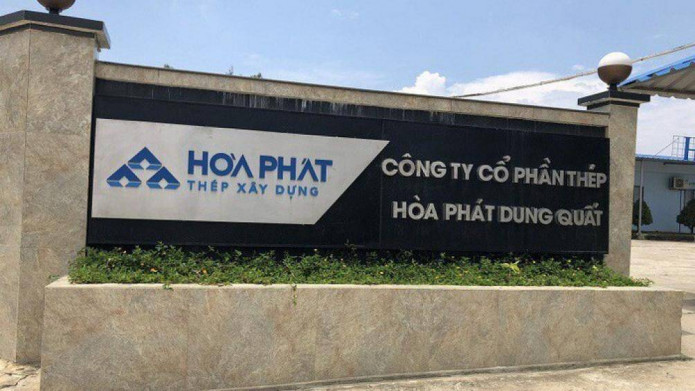 HÒA PHÁT
THÉP XÂY DỰNG
CÔNG TY CỔ PHẦN THÉP
HÒA PHÁT DUNG QUẤT